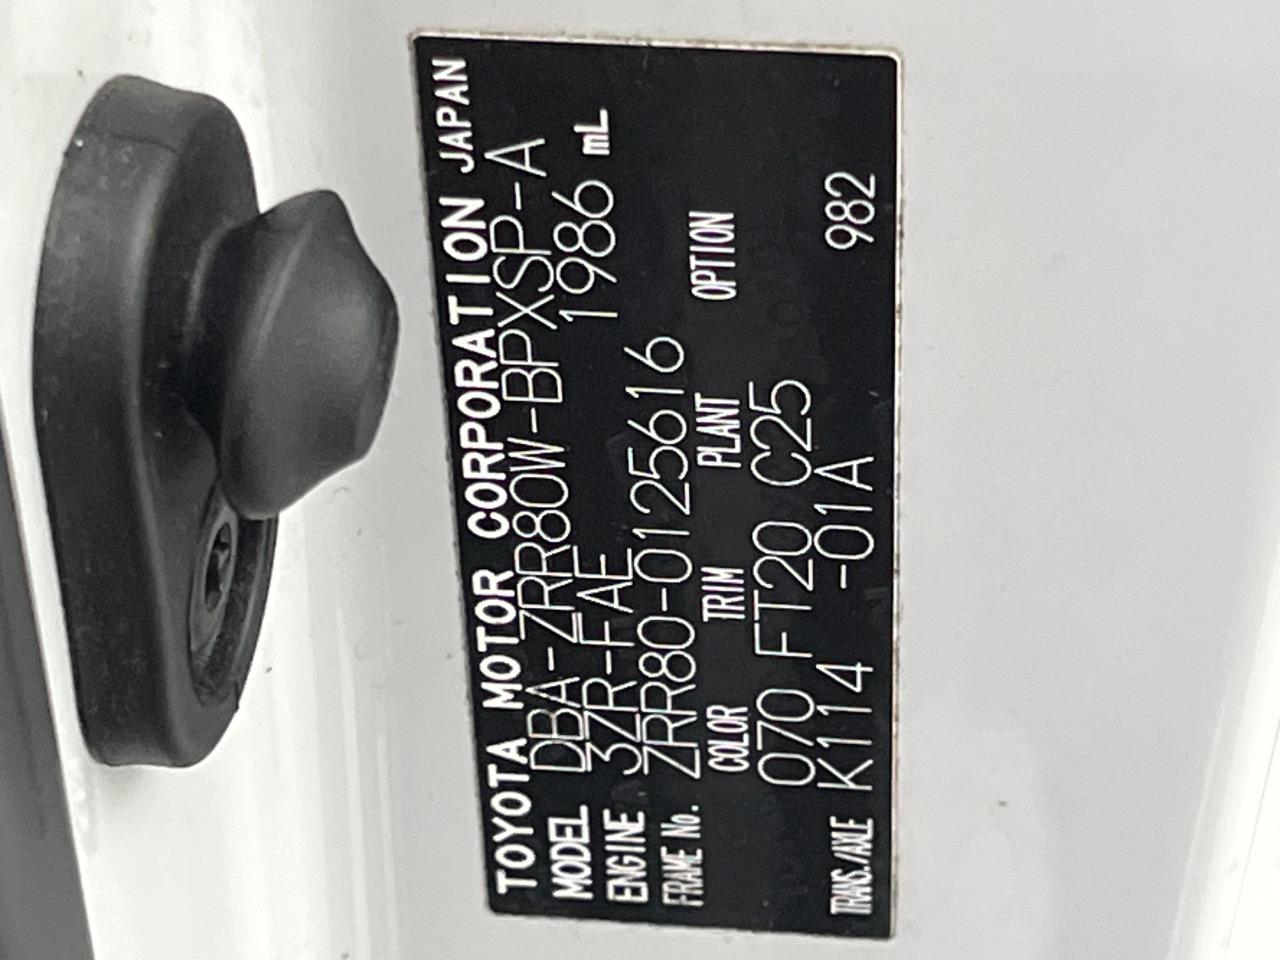 TOYOTA MOTOR CORPORATION JAPAN
MODEL DBA-ZRR80W-BPXSP-A
ENGINE 3ZR-FAE 1986 mL
FRAME No. ZRR80-0125616
COLOR TRIM PLANT OPTION
070 FT20 C25
TRANS./AXLE K114 -01A 982